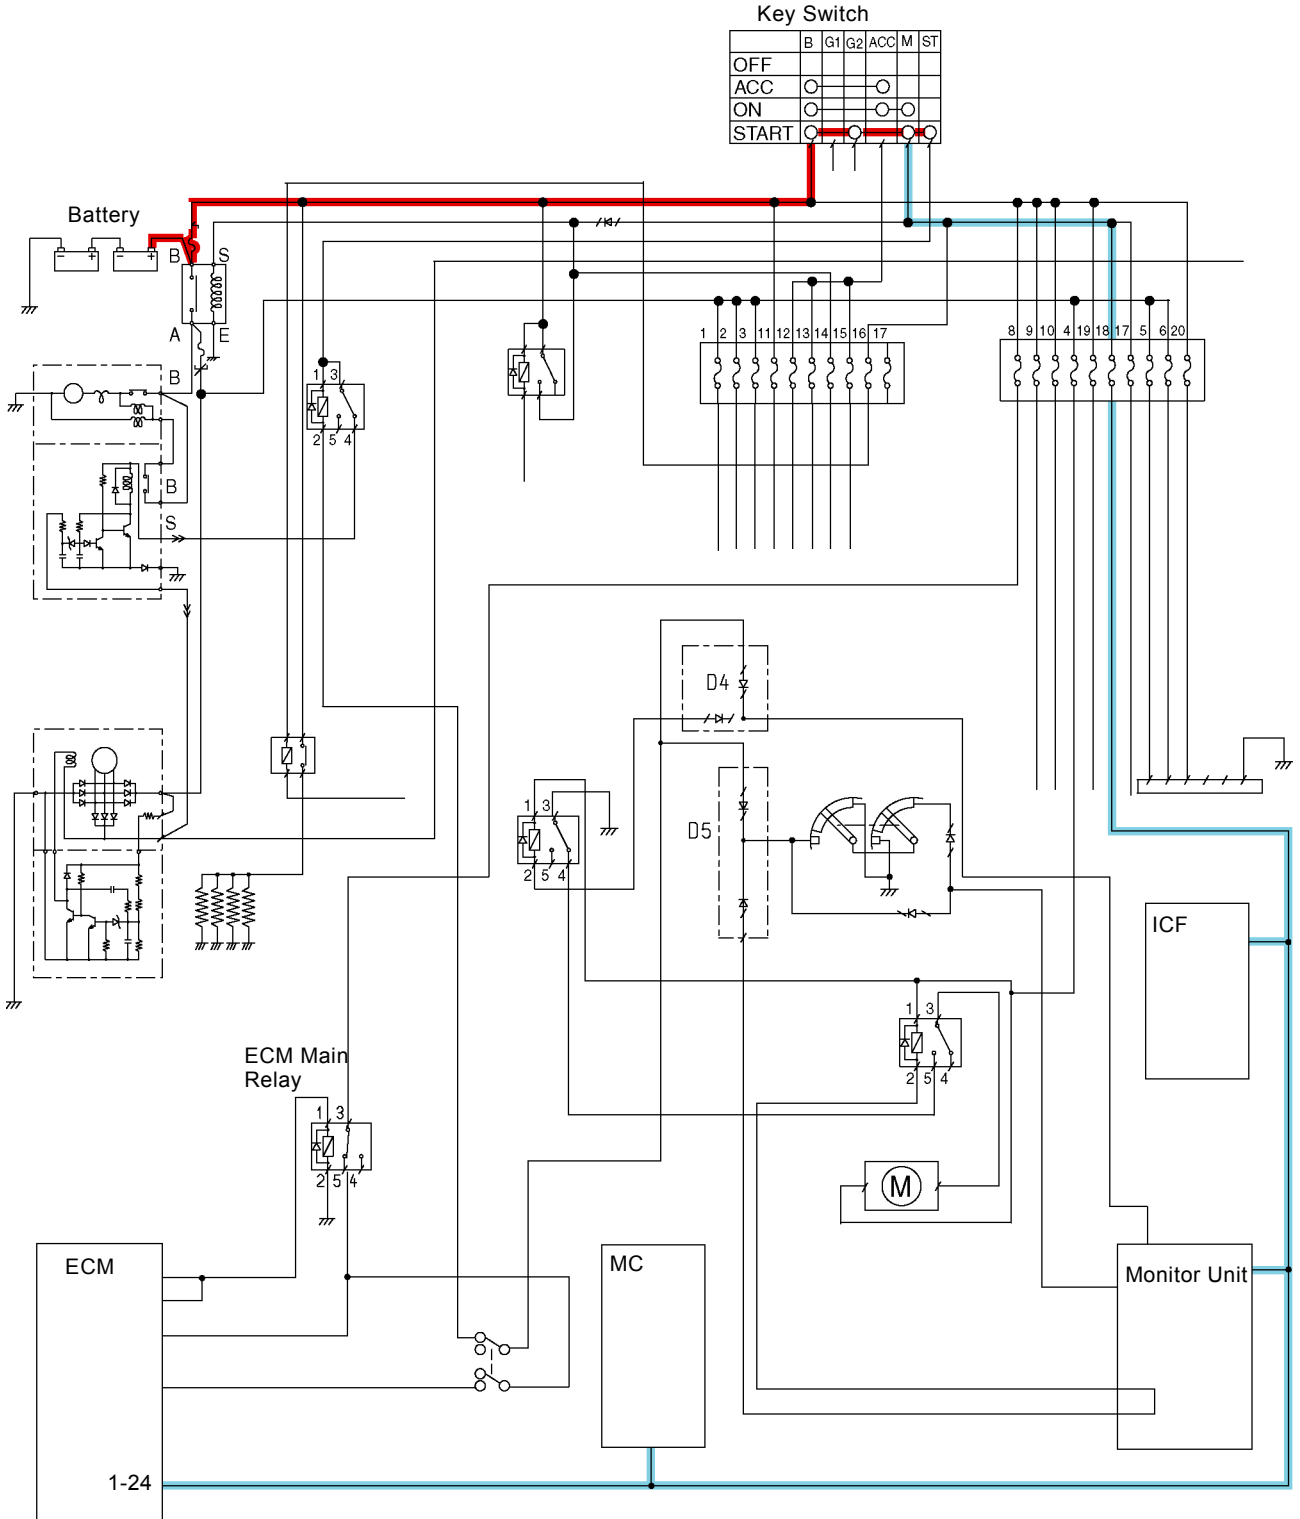 Key Switch
B G1 G2 ACC M ST
OFF
ACC
ON
START
Battery
B S
− + − +
A E
B
1 3
2 5 4
B
S
1 2 3 11 12 13 14 15 16 17
8 9 10 4 19 18 17 5 6 20
D4
D5
1 3
2 5 4
ICF
1 3
2 5 4
ECM Main
Relay
1 3
2 5 4
M
ECM
MC
Monitor Unit
1-24